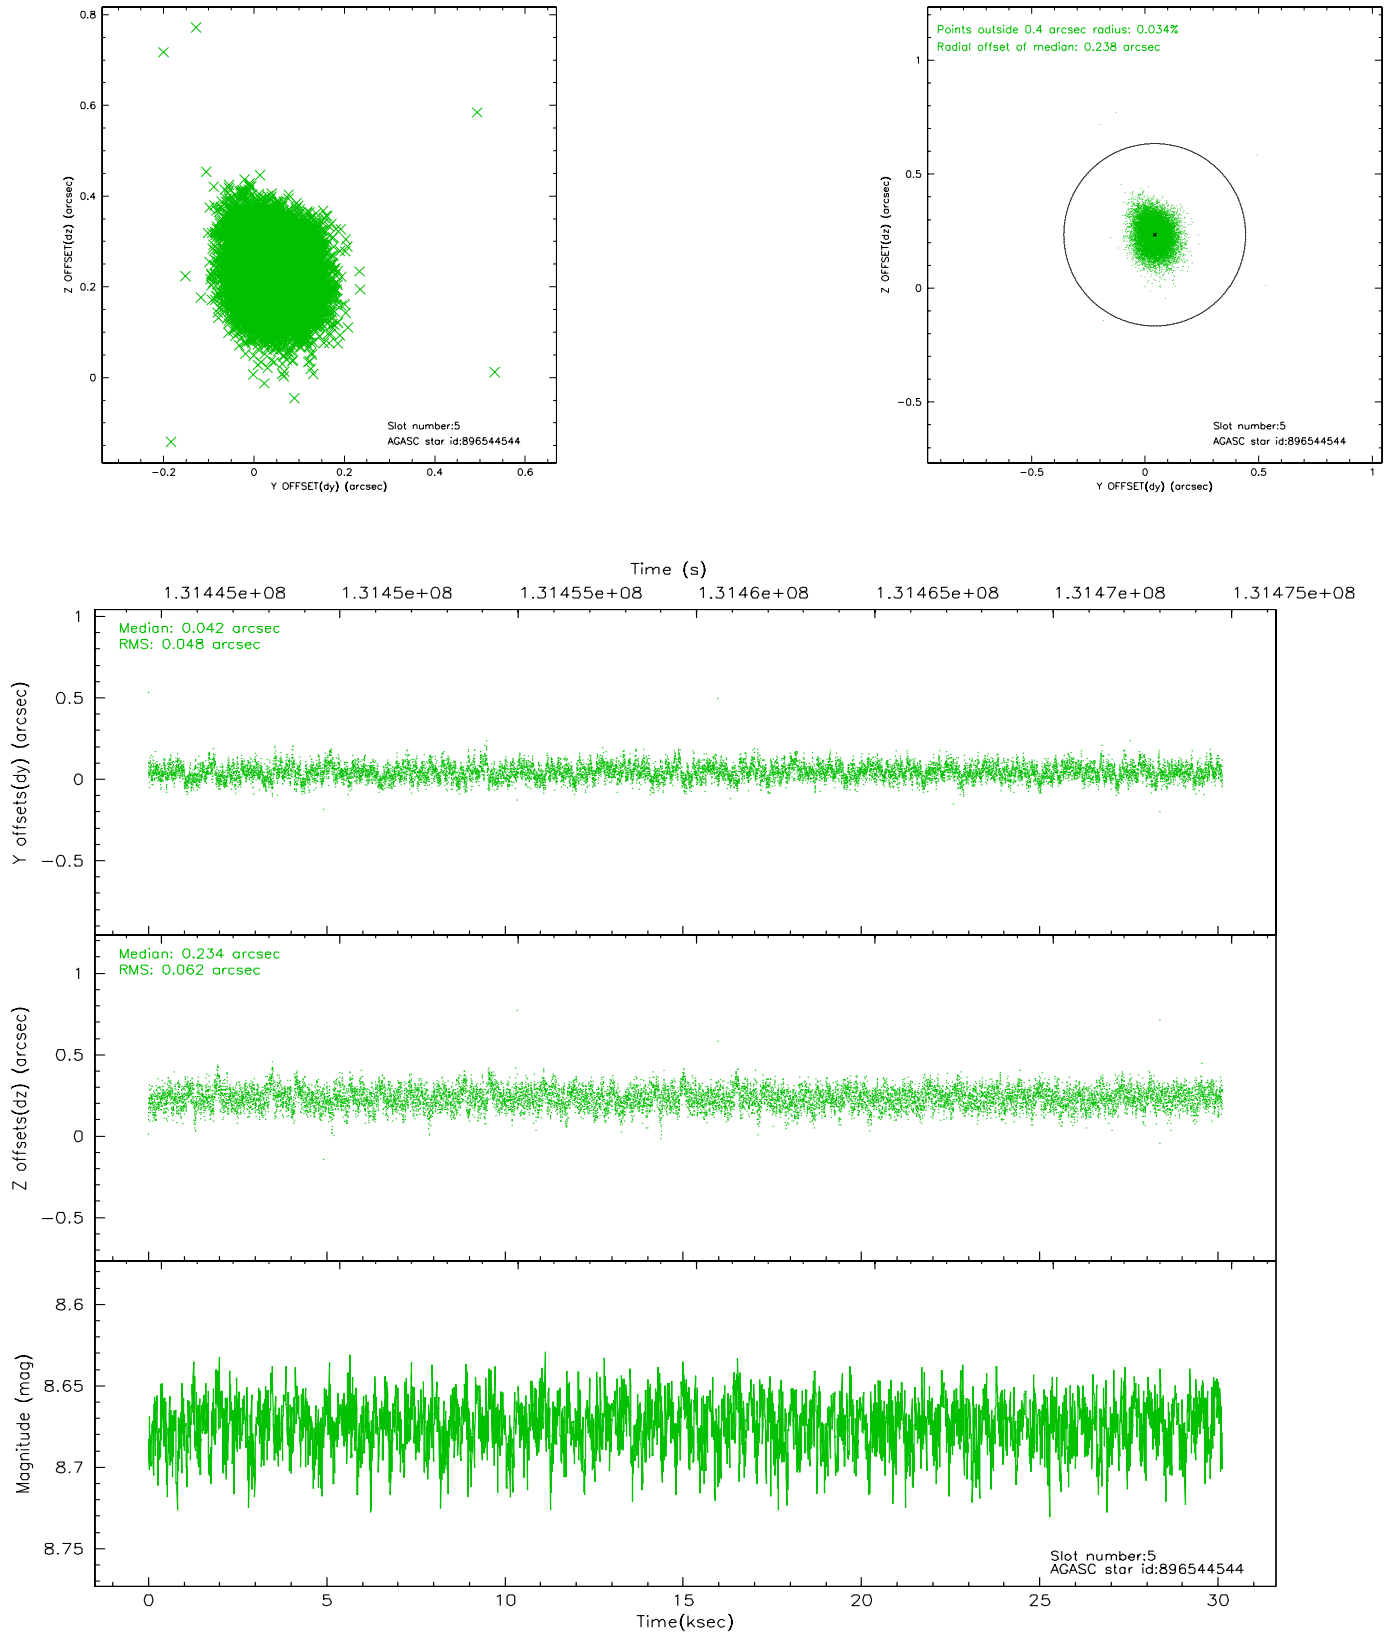 0.8
0.6
0.4
0.2
0
Z OFFSET(dz) (arcsec)
Slot number:5
AGASC star id:896544544
−0.2 0 0.2 0.4 0.6
Y OFFSET(dy) (arcsec)
Points outside 0.4 arcsec radius: 0.034%
Radial offset of median: 0.238 arcsec
1
0.5
0
−0.5
Z OFFSET(dz) (arcsec)
Slot number:5
AGASC star id:896544544
−0.5 0 0.5 1
Y OFFSET(dy) (arcsec)
Time (s)
1.31445e+08 1.3145e+08 1.31455e+08 1.3146e+08 1.31465e+08 1.3147e+08 1.31475e+08
Median: 0.042 arcsec
RMS: 0.048 arcsec
1
0.5
0
−0.5
Y offsets(dy) (arcsec)
Median: 0.234 arcsec
RMS: 0.062 arcsec
1
0.5
0
−0.5
Z offsets(dz) (arcsec)
8.6
8.65
8.7
8.75
Magnitude (mag)
Slot number:5
AGASC star id:896544544
0 5 10 15 20 25 30
Time(ksec)